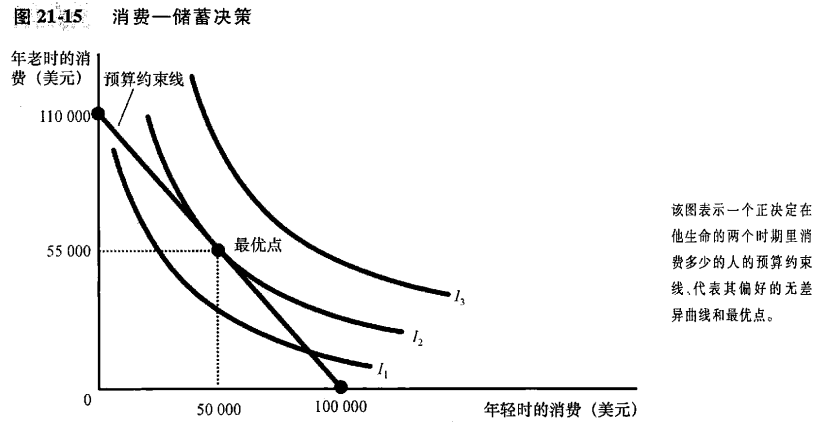 图 21-15 消费—储蓄决策
年老时的消
费（美元）
预算约束线
110 000
55 000
最优点
I₃
I₂
I₁
0
50 000
100 000
年轻时的消费（美元）
该图表示一个正决定在
他生命的两个时期里消
费多少的人的预算约束
线、代表其偏好的无差
异曲线和最优点。